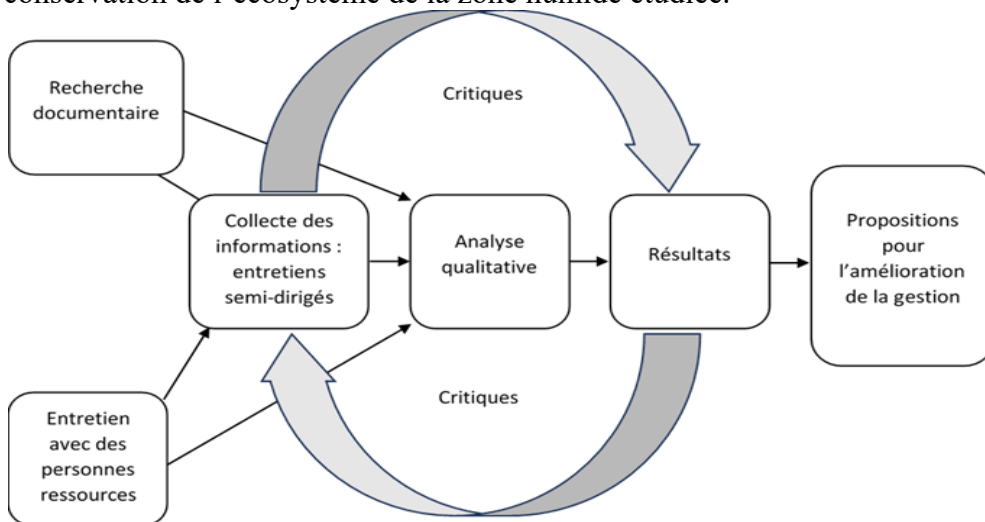 conservation de l'écosystème de la zone humide étudiée.
Recherche
documentaire
Critiques
Collecte des
informations :
entretiens
semi-dirigés
Analyse
qualitative
Résultats
Propositions
pour
l'amélioration
de la gestion
Critiques
Entretien
avec des
personnes
ressources